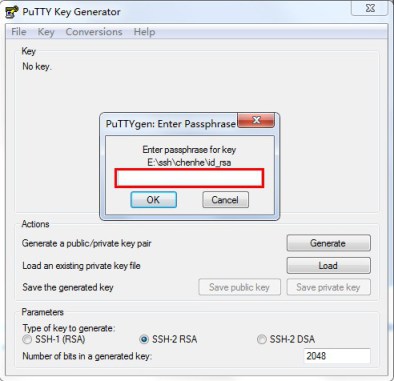 PuTTY Key Generator
File Key Conversions Help
Key
No key.
PuTTYgen: Enter Passphrase
Enter passphrase for key
E:\ssh\chenhe\id_rsa
OK Cancel
Actions
Generate a public/private key pair Generate
Load an existing private key file Load
Save the generated key Save public key Save private key
Parameters
Type of key to generate:
SSH-1 (RSA) SSH-2 RSA SSH-2 DSA
Number of bits in a generated key: 2048